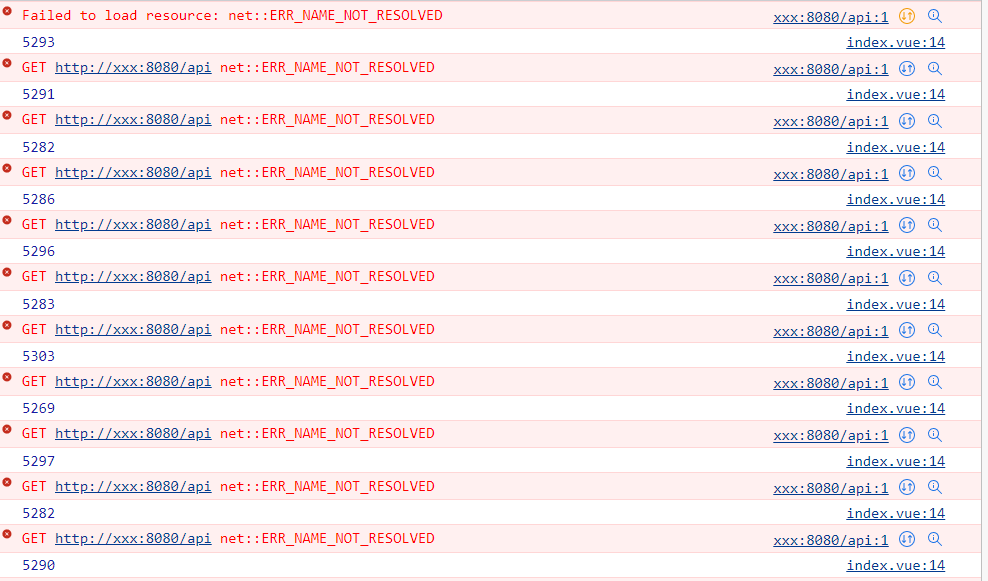 Failed to load resource: net::ERR_NAME_NOT_RESOLVED xxx:8080/api:1
5293 index.vue:14
GET http://xxx:8080/api net::ERR_NAME_NOT_RESOLVED xxx:8080/api:1
5291 index.vue:14
GET http://xxx:8080/api net::ERR_NAME_NOT_RESOLVED xxx:8080/api:1
5282 index.vue:14
GET http://xxx:8080/api net::ERR_NAME_NOT_RESOLVED xxx:8080/api:1
5286 index.vue:14
GET http://xxx:8080/api net::ERR_NAME_NOT_RESOLVED xxx:8080/api:1
5296 index.vue:14
GET http://xxx:8080/api net::ERR_NAME_NOT_RESOLVED xxx:8080/api:1
5283 index.vue:14
GET http://xxx:8080/api net::ERR_NAME_NOT_RESOLVED xxx:8080/api:1
5303 index.vue:14
GET http://xxx:8080/api net::ERR_NAME_NOT_RESOLVED xxx:8080/api:1
5269 index.vue:14
GET http://xxx:8080/api net::ERR_NAME_NOT_RESOLVED xxx:8080/api:1
5297 index.vue:14
GET http://xxx:8080/api net::ERR_NAME_NOT_RESOLVED xxx:8080/api:1
5282 index.vue:14
GET http://xxx:8080/api net::ERR_NAME_NOT_RESOLVED xxx:8080/api:1
5290 index.vue:14